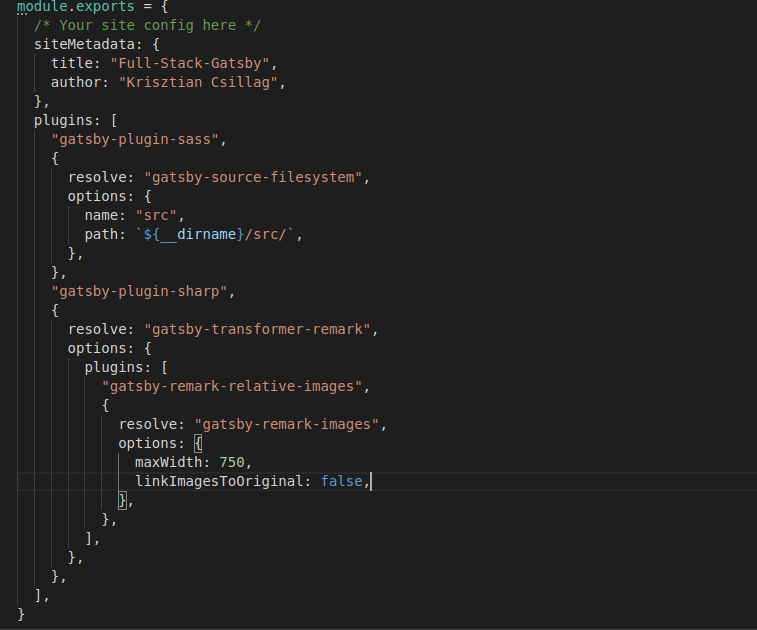 module.exports = {
  /* Your site config here */
  siteMetadata: {
    title: "Full-Stack-Gatsby",
    author: "Krisztian Csillag",
  },
  plugins: [
    "gatsby-plugin-sass",
    {
      resolve: "gatsby-source-filesystem",
      options: {
        name: "src",
        path: `${__dirname}/src/`,
      },
    },
    "gatsby-plugin-sharp",
    {
      resolve: "gatsby-transformer-remark",
      options: {
        plugins: [
          "gatsby-remark-relative-images",
          {
            resolve: "gatsby-remark-images",
            options: {
              maxWidth: 750,
              linkImagesToOriginal: false,
            },
          },
        ],
      },
    },
  ],
}